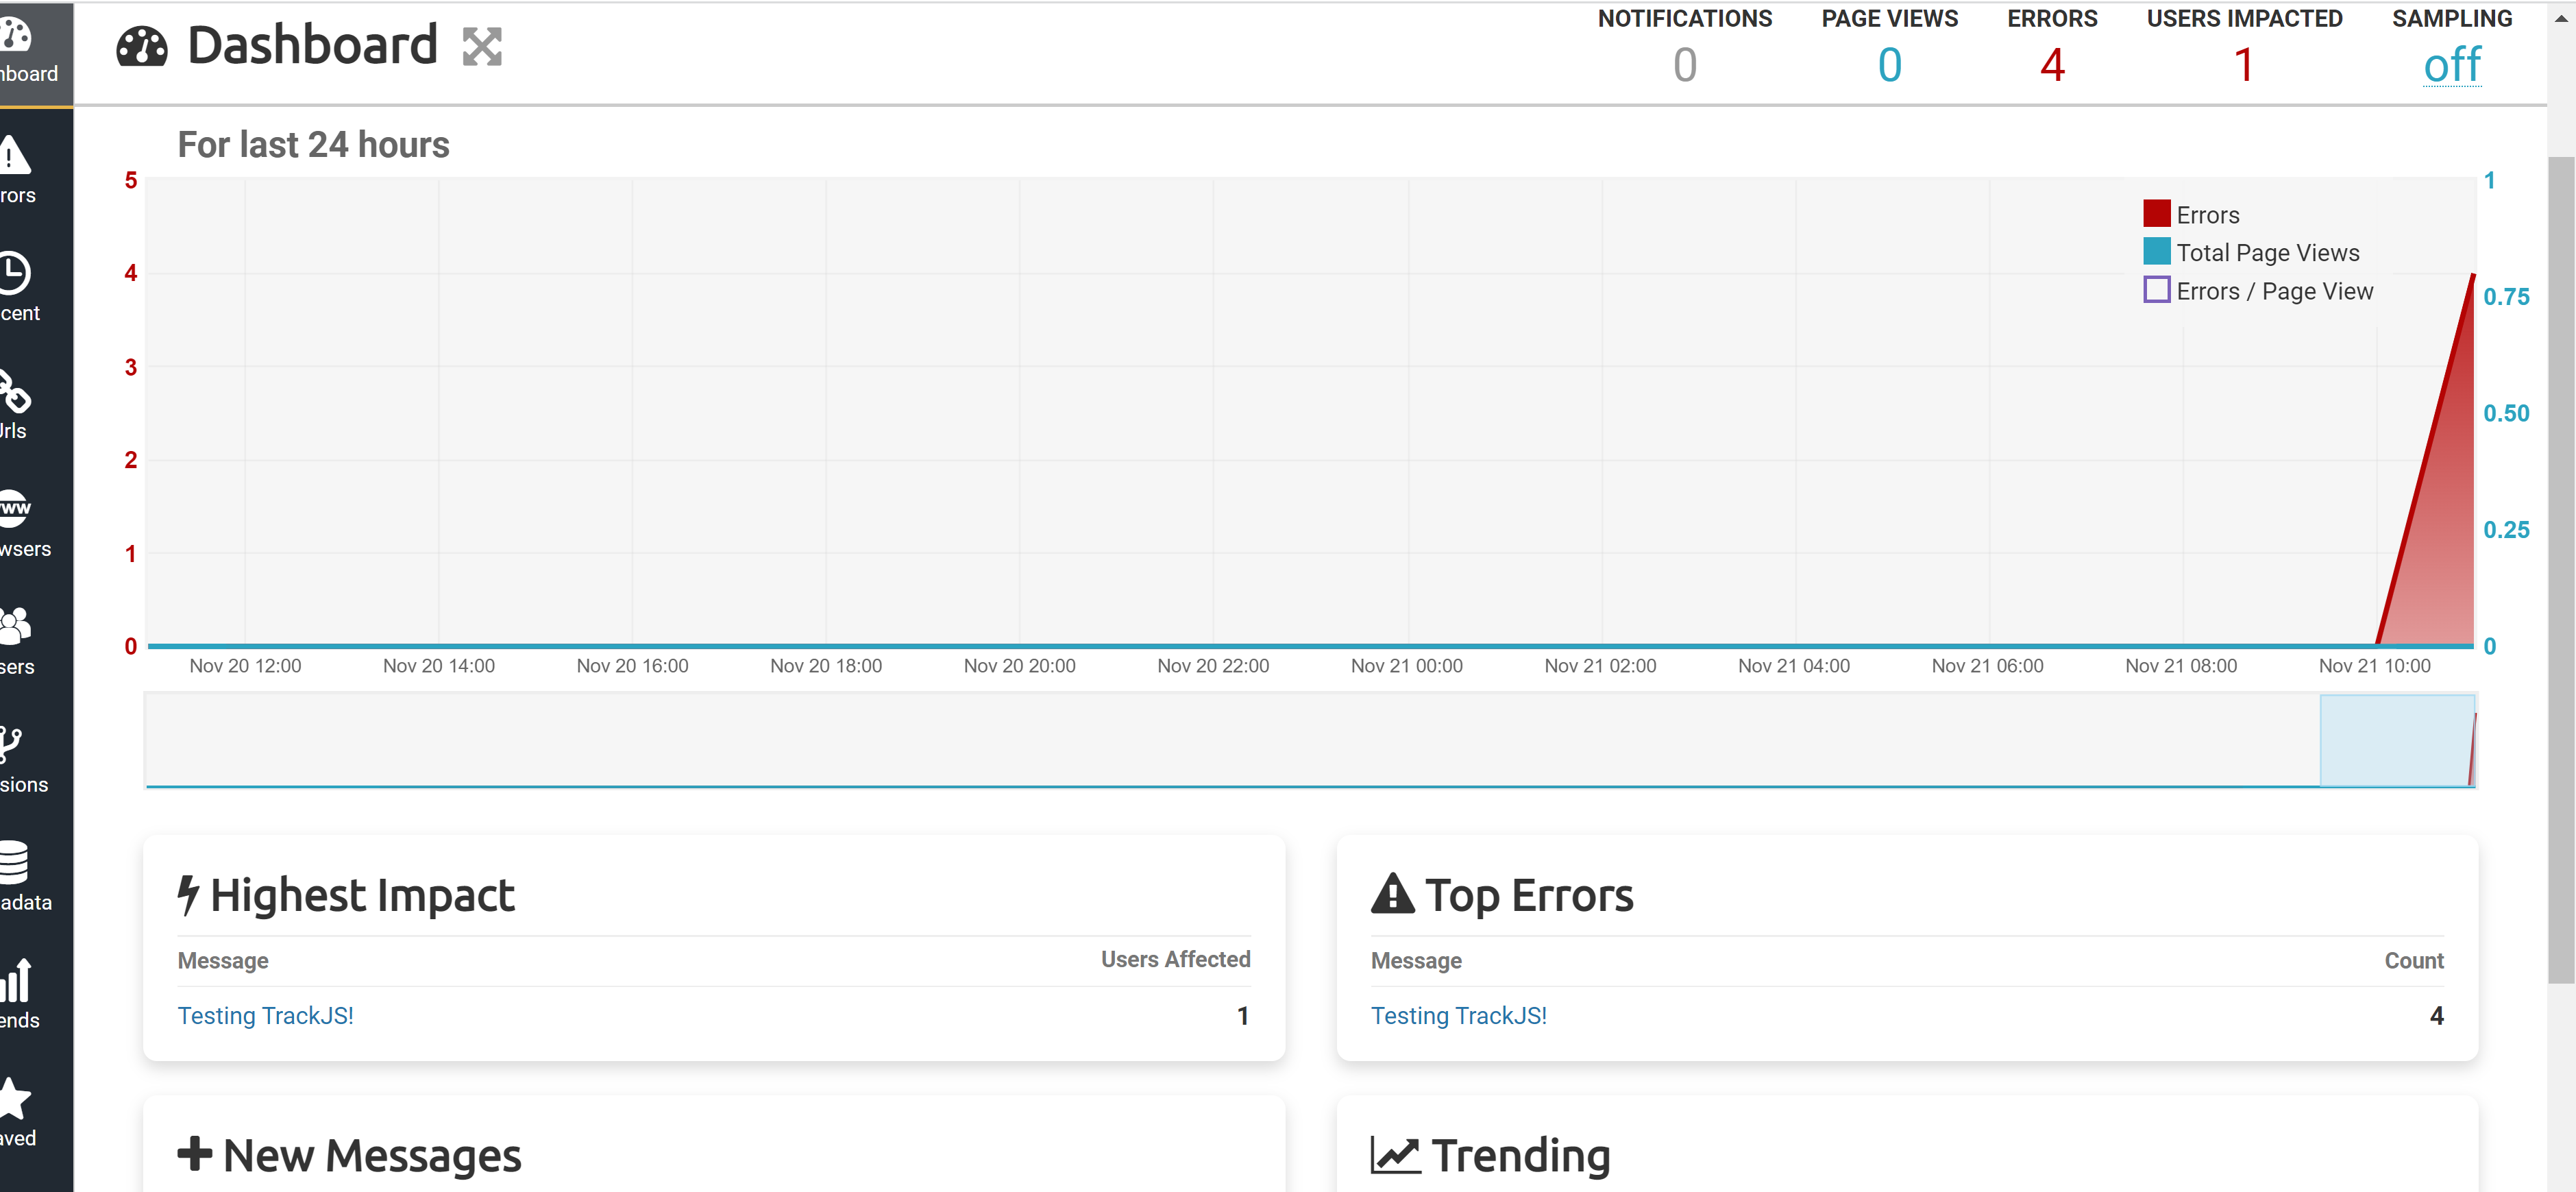 Dashboard
NOTIFICATIONS PAGE VIEWS ERRORS USERS IMPACTED SAMPLING
0 0 4 1 off
nboard
rors
cent
Urls
ww
wsers
sers
sions
adata
ends
aved
For last 24 hours
5
4
3
2
1
0
1
0.75
0.50
0.25
0
Errors
Total Page Views
Errors / Page View
Nov 20 12:00 Nov 20 14:00 Nov 20 16:00 Nov 20 18:00 Nov 20 20:00 Nov 20 22:00 Nov 21 00:00 Nov 21 02:00 Nov 21 04:00 Nov 21 06:00 Nov 21 08:00 Nov 21 10:00
Highest Impact
Message Users Affected
Testing TrackJS! 1
Top Errors
Message Count
Testing TrackJS! 4
New Messages
Trending